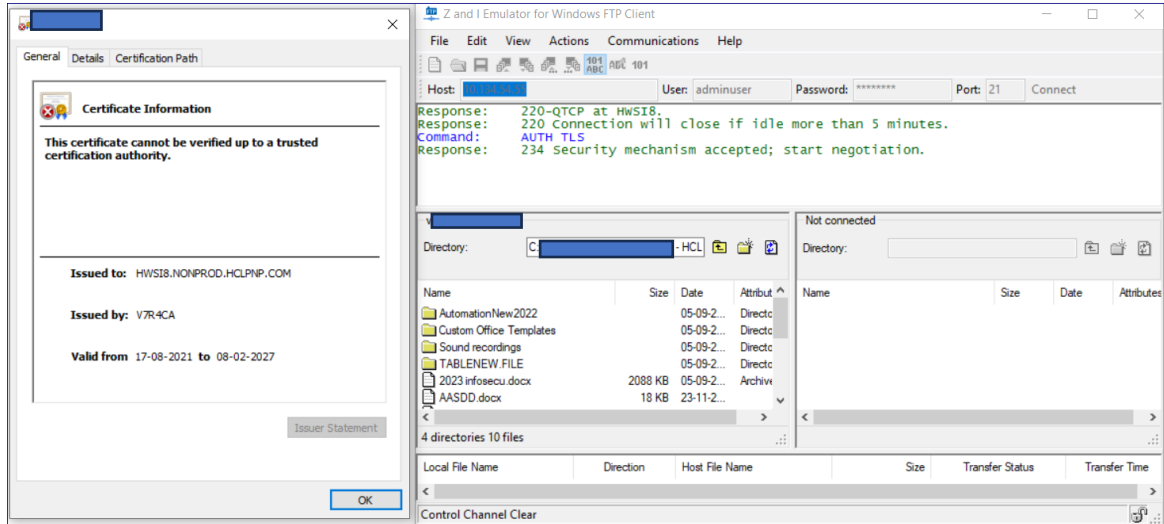 General Details Certification Path
Certificate Information
This certificate cannot be verified up to a trusted
certification authority.
Issued to: HWSI8.NONPROD.HCLPNP.COM
Issued by: V7R4CA
Valid from 17-08-2021 to 08-02-2027
Issuer Statement
OK
Z and I Emulator for Windows FTP Client
File Edit View Actions Communications Help
101 ABC ABC 101
Host: User: adminuser Password: ******** Port: 21 Connect
Response: 220-QTCP at HWSI8.
Response: 220 Connection will close if idle more than 5 minutes.
Command: AUTH TLS
Response: 234 Security mechanism accepted; start negotiation.
Directory: C: - HCL
Name Size Date Attribut
AutomationNew2022 05-09-2... Directo
Custom Office Templates 05-09-2... Directo
Sound recordings 05-09-2... Directo
TABLENEW.FILE 05-09-2... Directo
2023 infosecu.docx 2088 KB 05-09-2... Archive
AASDD.docx 18 KB 23-11-2...
4 directories 10 files
Not connected
Directory:
Name Size Date Attributes
Local File Name Direction Host File Name Size Transfer Status Transfer Time
Control Channel Clear